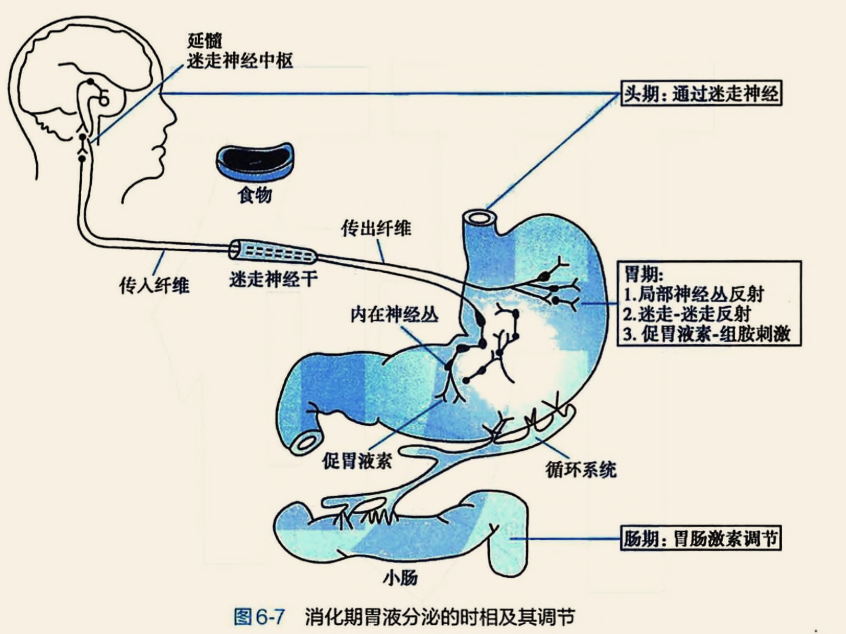 延髓
迷走神经中枢
头期：通过迷走神经
食物
传出纤维
传入纤维
迷走神经干
胃期：
1.局部神经丛反射
2.迷走-迷走反射
3. 促胃液素-组胺刺激
内在神经丛
促胃液素
循环系统
肠期：胃肠激素调节
小肠
图6-7 消化期胃液分泌的时相及其调节